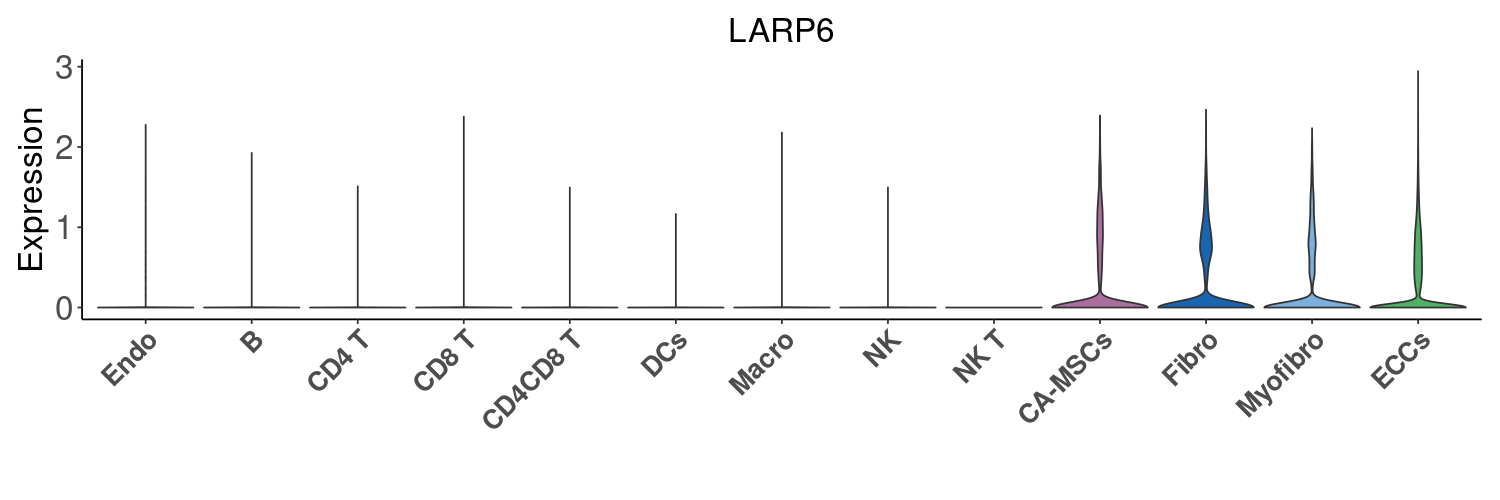 LARP6
Expression
3
2
1
0
Endo
B
CD4 T
CD8 T
CD4CD8 T
DCs
Macro
NK
NK T
CA-MSCs
Fibro
Myofibro
ECCs